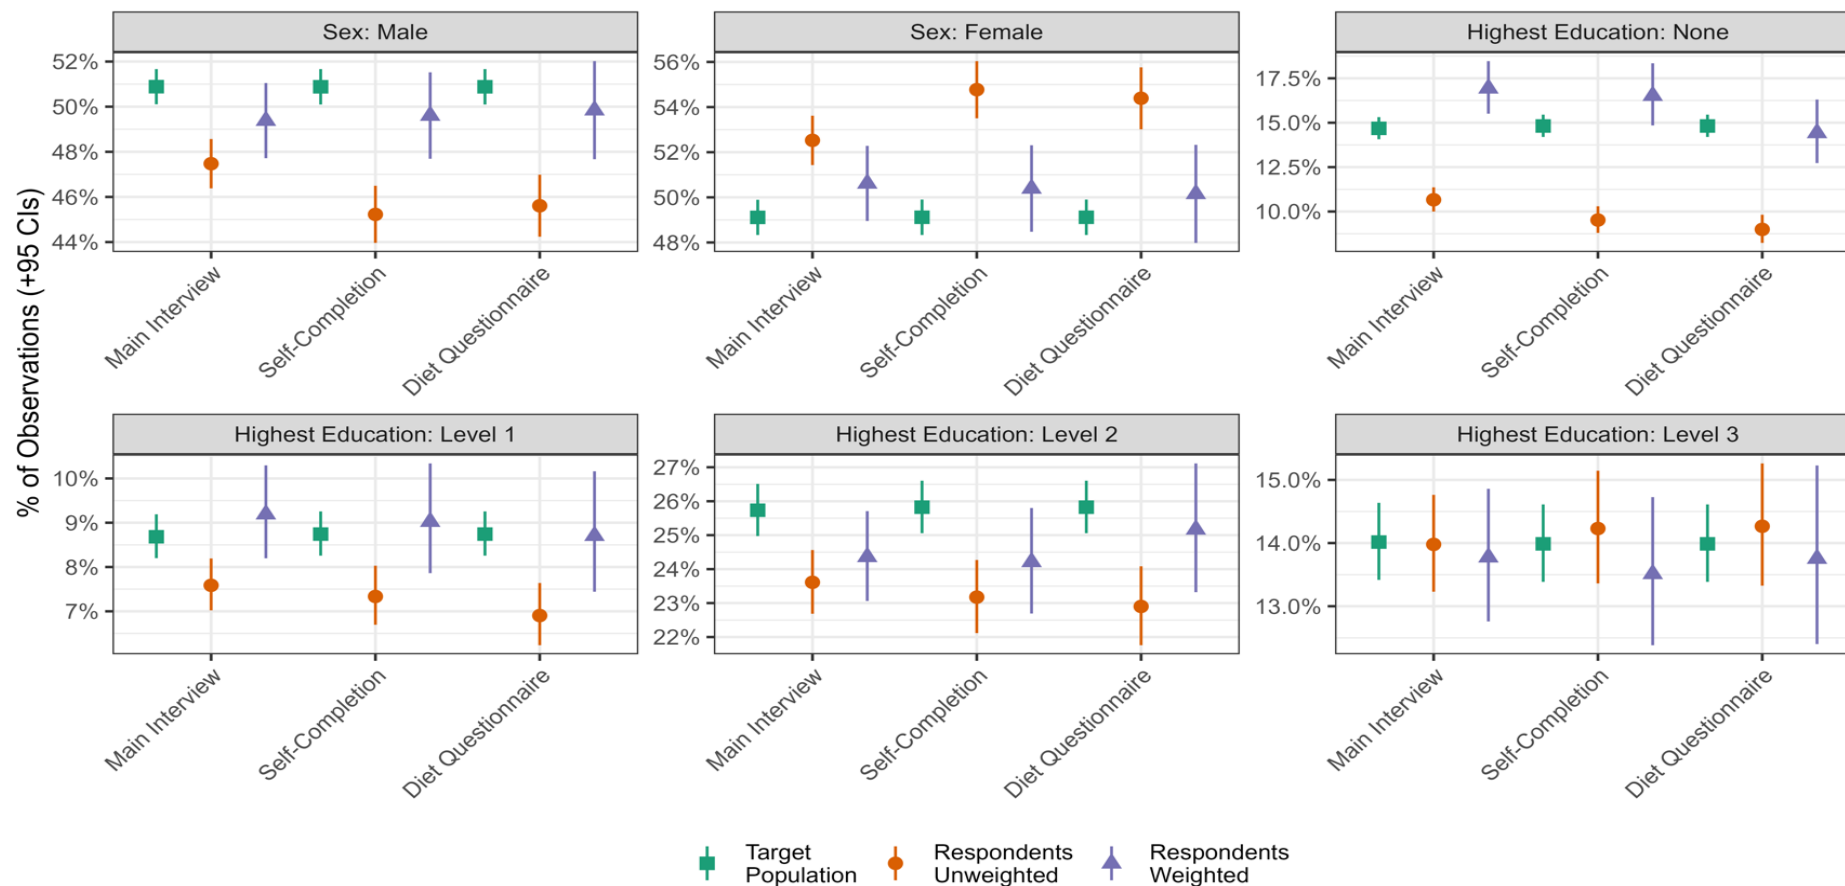 Sex: Male
Sex: Female
Highest Education: None
52%
50%
48%
46%
44%
56%
54%
52%
50%
48%
17.5%
15.0%
12.5%
10.0%
Main Interview
Self-Completion
Diet Questionnaire
Main Interview
Self-Completion
Diet Questionnaire
Main Interview
Self-Completion
Diet Questionnaire
% of Observations (+95 CIs)
Highest Education: Level 1
Highest Education: Level 2
Highest Education: Level 3
10%
9%
8%
7%
27%
26%
25%
24%
23%
22%
15.0%
14.0%
13.0%
Main Interview
Self-Completion
Diet Questionnaire
Main Interview
Self-Completion
Diet Questionnaire
Main Interview
Self-Completion
Diet Questionnaire
Target
Population
Respondents
Unweighted
Respondents
Weighted